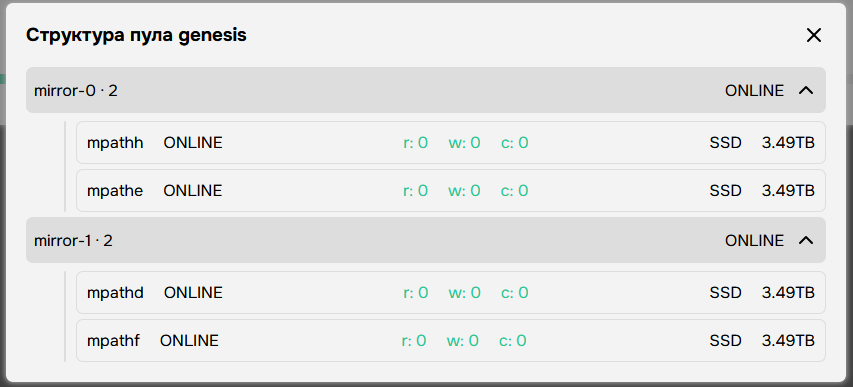 Структура пула genesis
mirror-0 · 2 ONLINE
mpathh ONLINE r: 0 w: 0 c: 0 SSD 3.49TB
mpathe ONLINE r: 0 w: 0 c: 0 SSD 3.49TB
mirror-1 · 2 ONLINE
mpathd ONLINE r: 0 w: 0 c: 0 SSD 3.49TB
mpathf ONLINE r: 0 w: 0 c: 0 SSD 3.49TB